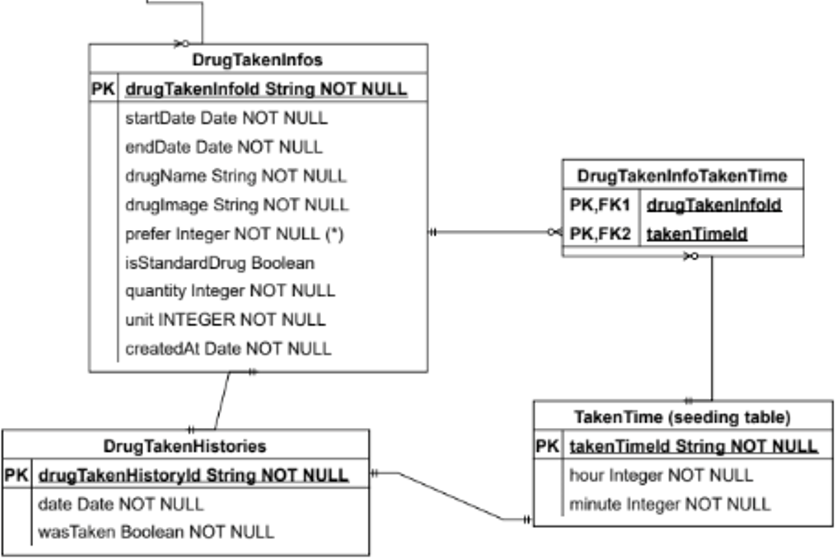 DrugTakenInfos
PK drugTakenInfoId String NOT NULL
startDate Date NOT NULL
endDate Date NOT NULL
drugName String NOT NULL
drugImage String NOT NULL
prefer Integer NOT NULL (*)
isStandardDrug Boolean
quantity Integer NOT NULL
unit INTEGER NOT NULL
createdAt Date NOT NULL
DrugTakenInfoTakenTime
PK,FK1 drugTakenInfoId
PK,FK2 takenTimeId
DrugTakenHistories
PK drugTakenHistoryId String NOT NULL
date Date NOT NULL
wasTaken Boolean NOT NULL
TakenTime (seeding table)
PK takenTimeId String NOT NULL
hour Integer NOT NULL
minute Integer NOT NULL